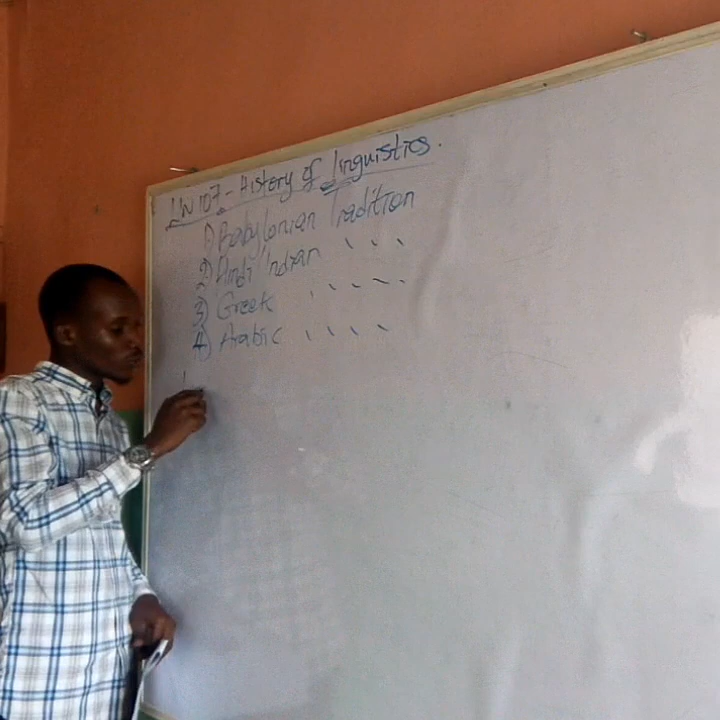 LIN 107 - History of Linguistics.
1) Babylonian Tradition
2) Hindi Indian " "
3) Greek " "
4) Arabic " "